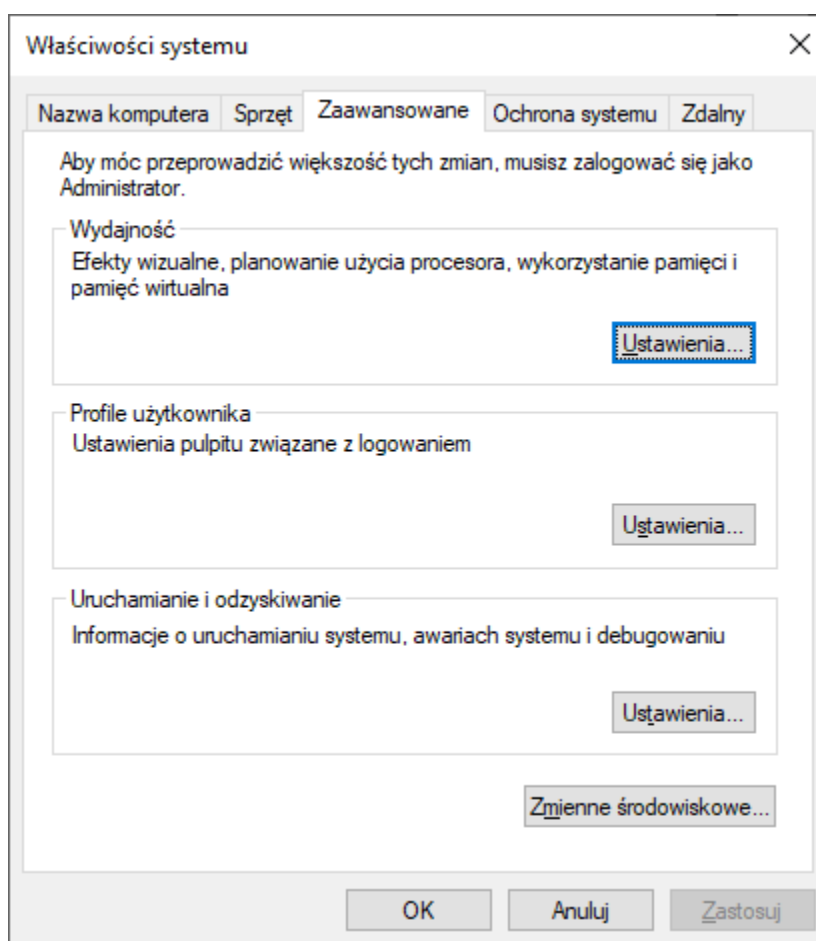 Właściwości systemu
Nazwa komputera Sprzęt Zaawansowane Ochrona systemu Zdalny
Aby móc przeprowadzić większość tych zmian, musisz zalogować się jako
Administrator.
Wydajność
Efekty wizualne, planowanie użycia procesora, wykorzystanie pamięci i
pamięć wirtualna
Ustawienia...
Profile użytkownika
Ustawienia pulpitu związane z logowaniem
Ustawienia...
Uruchamianie i odzyskiwanie
Informacje o uruchamianiu systemu, awariach systemu i debugowaniu
Ustawienia...
Zmienne środowiskowe...
OK Anuluj Zastosuj